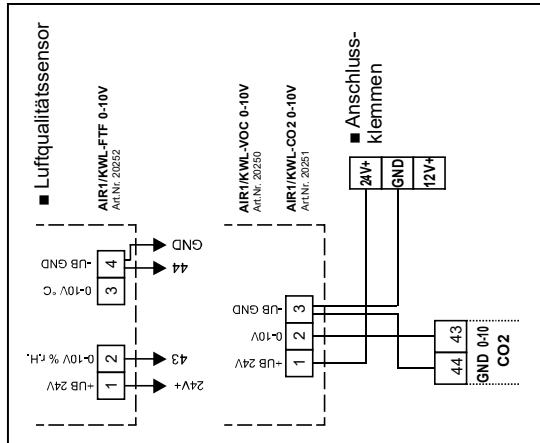 ■ Luftqualitätssensor
AIR1/KWL-FTF 0-10V
Art.Nr. 20252
+UB 24V
0-10V % r.H.
0-10V °C
-UB GND
1
2
3
4
24V+
43
44
GND
AIR1/KWL-VOC 0-10V
Art.Nr. 20250
AIR1/KWL-CO2 0-10V
Art.Nr. 20251
+UB 24V
0-10V
-UB GND
1
2
3
■ Anschluss-
klemmen
24V+
GND
12V+
44
43
GND 0-10
CO2